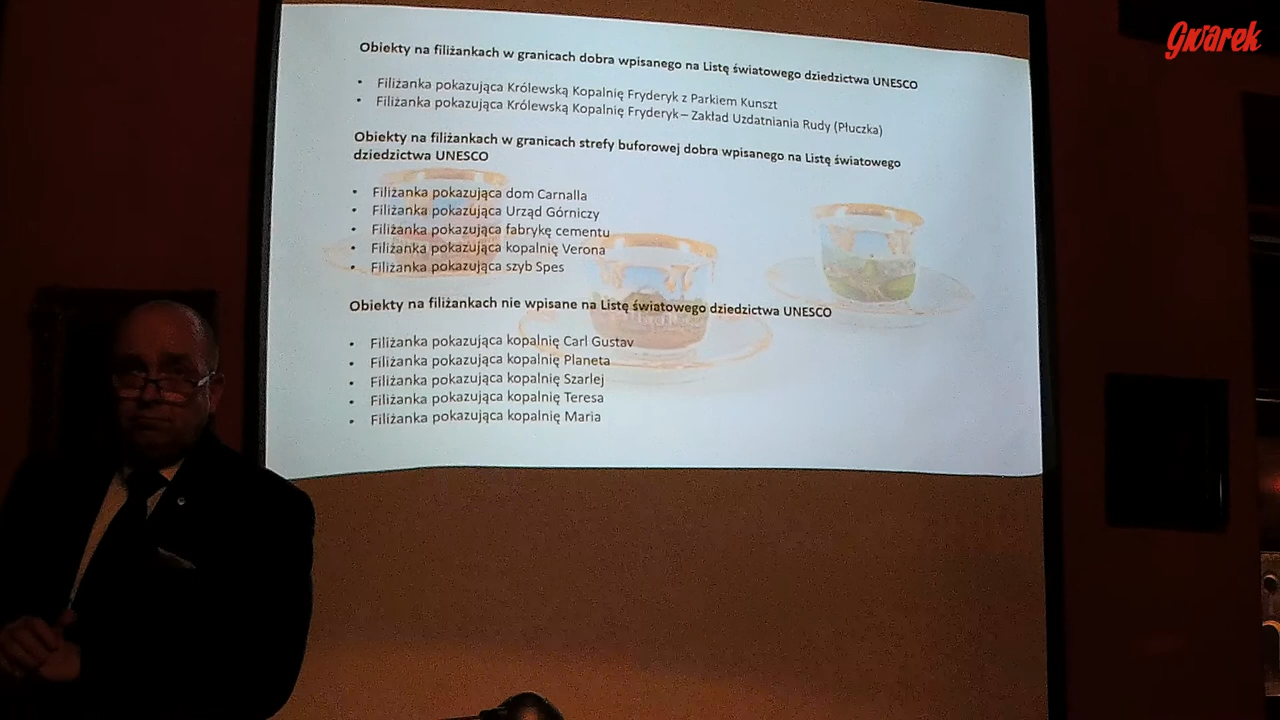 Gwarek
Obiekty na filiżankach w granicach dobra wpisanego na Listę światowego dziedzictwa UNESCO
• Filiżanka pokazująca Królewską Kopalnię Fryderyk z Parkiem Kunszt
• Filiżanka pokazująca Królewską Kopalnię Fryderyk – Zakład Uzdatniania Rudy (Płuczka)
Obiekty na filiżankach w granicach strefy buforowej dobra wpisanego na Listę światowego
dziedzictwa UNESCO
• Filiżanka pokazująca dom Carnalla
• Filiżanka pokazująca Urząd Górniczy
• Filiżanka pokazująca fabrykę cementu
• Filiżanka pokazująca kopalnię Verona
• Filiżanka pokazująca szyb Spes
Obiekty na filiżankach nie wpisane na Listę światowego dziedzictwa UNESCO
• Filiżanka pokazująca kopalnię Carl Gustav
• Filiżanka pokazująca kopalnię Planeta
• Filiżanka pokazująca kopalnię Szarlej
• Filiżanka pokazująca kopalnię Teresa
• Filiżanka pokazująca kopalnię Maria